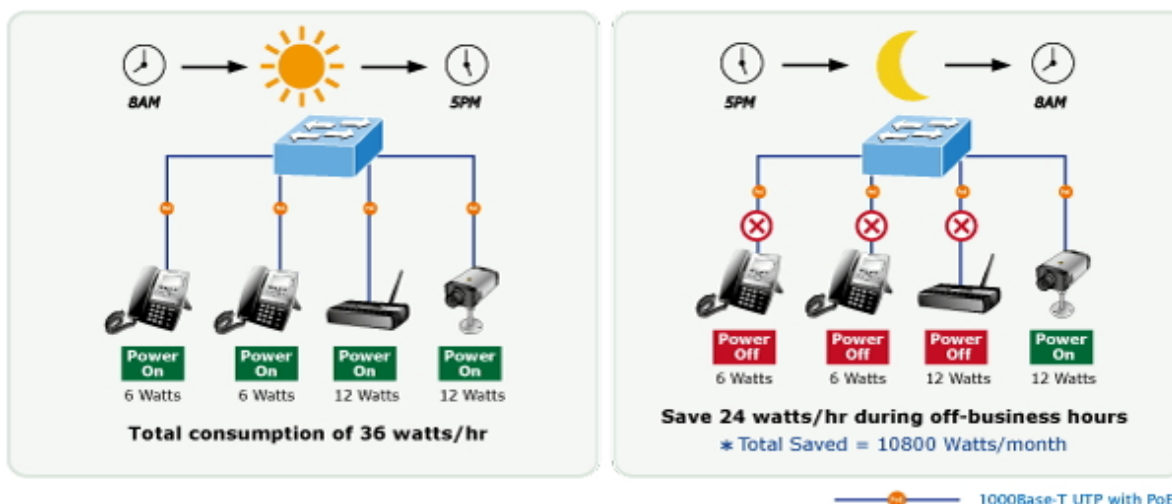 8AM
5PM
Power
On
6 Watts
Power
On
6 Watts
Power
On
12 Watts
Power
On
12 Watts
Total consumption of 36 watts/hr
5PM
8AM
Power
Off
6 Watts
Power
Off
6 Watts
Power
Off
12 Watts
Power
On
12 Watts
Save 24 watts/hr during off-business hours
* Total Saved = 10800 Watts/month
PoE 1000Base-T UTP with PoE